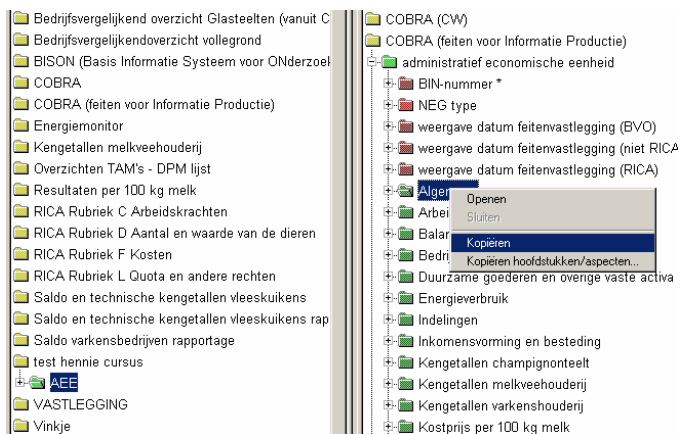 Bedrijfsvergelijkend overzicht Glasteelten (vanuit C
Bedrijfsvergelijkendoverzicht vollegrond
BISON (Basis Informatie Systeem voor ONderzoek
COBRA
COBRA (feiten voor Informatie Productie)
Energiemonitor
Kengetallen melkveehouderij
Overzichten TAM's - DPM lijst
Resultaten per 100 kg melk
RICA Rubriek C Arbeidskrachten
RICA Rubriek D Aantal en waarde van de dieren
RICA Rubriek F Kosten
RICA Rubriek L Quota en andere rechten
Saldo en technische kengetallen vleeskuikens
Saldo en technische kengetallen vleeskuikens rap
Saldo varkensbedrijven rapportage
test hennie cursus
AEE
VASTLEGGING
Vinkje
COBRA (CW)
COBRA (feiten voor Informatie Productie)
administratief economische eenheid
BIN-nummer *
NEG type
weergave datum feitenvastlegging (BVO)
weergave datum feitenvastlegging (niet RICA
weergave datum feitenvastlegging (RICA)
Alge
Arbei
Balar
Bedrij
Duurzame goederen en overige vaste activa
Energieverbruik
Indelingen
Inkomensvorming en besteding
Kengetallen champignonteelt
Kengetallen melkveehouderij
Kengetallen varkenshouderij
Kostprijs per 100 kg melk
Openen
Sluiten
Kopiëren
Kopiëren hoofdstukken/aspecten...